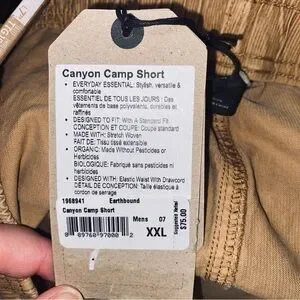 Canyon Camp Short
• EVERYDAY ESSENTIAL: Stylish, versatile &
comfortable
ESSENTIEL DE TOUS LES JOURS : Des
vêtements de base polyvalents, durables et
raffinés
• DESIGNED TO FIT: With A Standard Fit
CONCEPTION ET COUPE: Coupe standard
• MADE WITH: Stretch Woven
FAIT DE: Tissu tissé extensible
• ORGANIC: Made Without Pesticides or
Herbicides
BIOLOGIQUE: Fabriqué sans pesticides ni
herbicides
• DESIGNED WITH: Elastic Waist With Drawcord
DÉTAIL DE CONCEPTION: Taille élastique à
cordon de serrage
1968941 Earthbound
Canyon Camp Short
Mens 07
XXL
Suggested Retail
$75.00